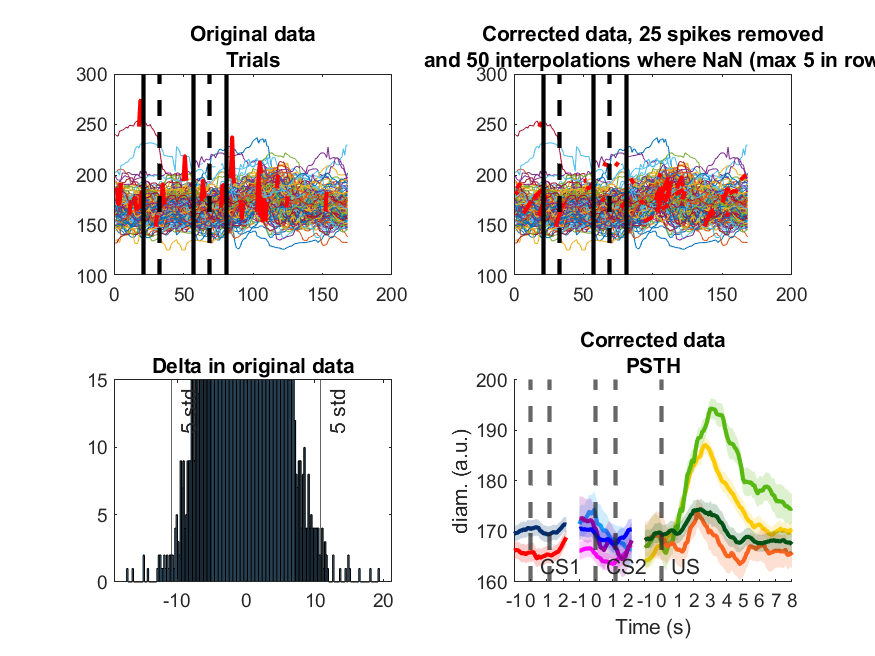 Original data
Trials
300
250
200
150
100
0
50
100
150
200
Corrected data, 25 spikes removed
and 50 interpolations where NaN (max 5 in row
300
250
200
150
100
0
50
100
150
200
Delta in original data
15
10
5
0
-10
0
10
20
5 std
5 std
Corrected data
PSTH
200
190
180
170
160
diam. (a.u.)
CS1
CS2
US
-1 0 1 2 -1 0 1 2 -1 0 1 2 3 4 5 6 7 8
Time (s)